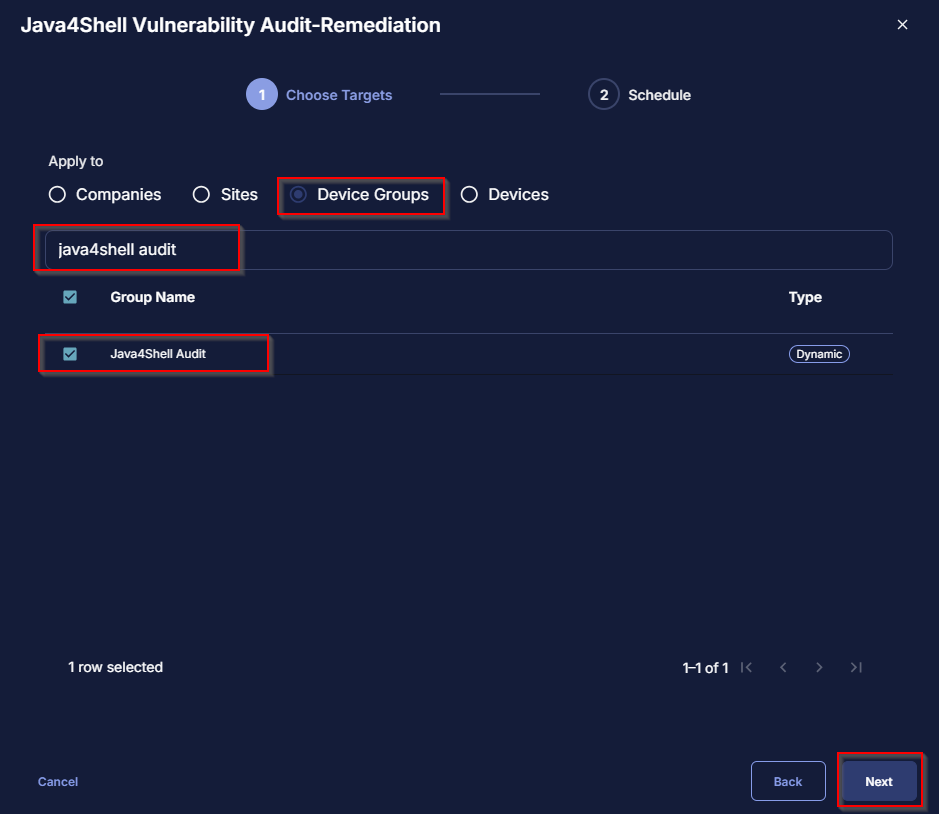 Java4Shell Vulnerability Audit-Remediation
1 Choose Targets 2 Schedule
Apply to
Companies Sites Device Groups Devices
java4shell audit
Group Name Type
Java4Shell Audit Dynamic
1 row selected 1–1 of 1
Cancel Back Next